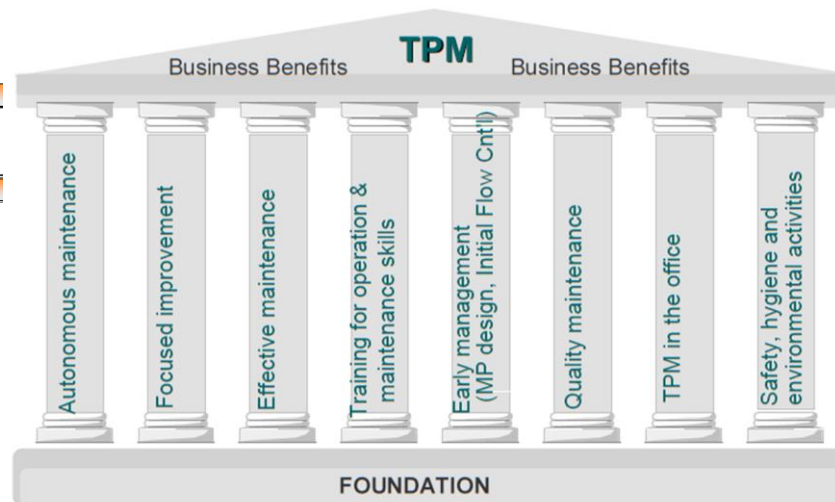 TPM
Business Benefits
Business Benefits
Autonomous maintenance
Focused improvement
Effective maintenance
Training for operation &
maintenance skills
Early management
(MP design, Initial Flow Cnt'l)
Quality maintenance
TPM in the office
Safety, hygiene and
environmental activities
FOUNDATION